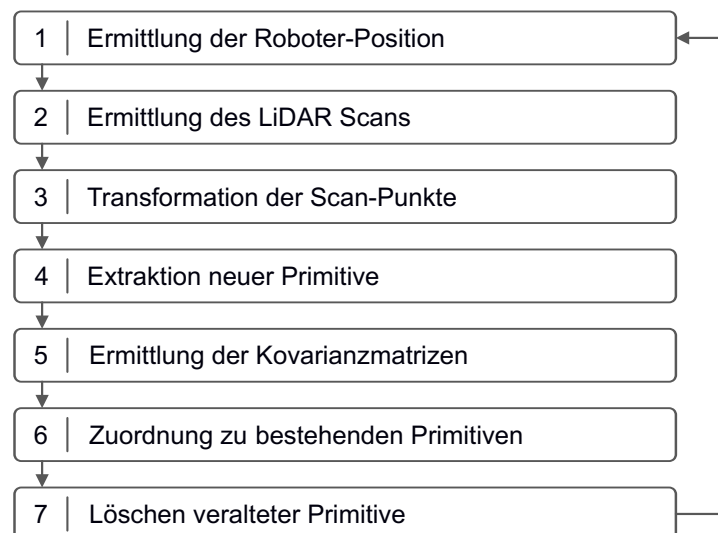 1 Ermittlung der Roboter-Position
2 Ermittlung des LiDAR Scans
3 Transformation der Scan-Punkte
4 Extraktion neuer Primitive
5 Ermittlung der Kovarianzmatrizen
6 Zuordnung zu bestehenden Primitiven
7 Löschen veralteter Primitive